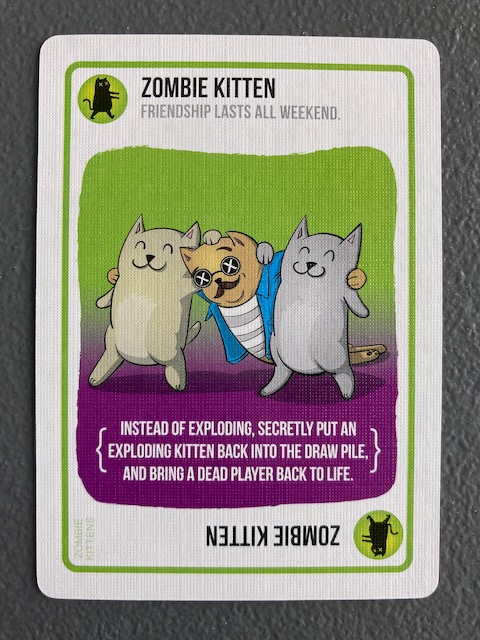 ZOMBIE KITTEN
FRIENDSHIP LASTS ALL WEEKEND.
INSTEAD OF EXPLODING, SECRETLY PUT AN
EXPLODING KITTEN BACK INTO THE DRAW PILE,
AND BRING A DEAD PLAYER BACK TO LIFE.
ZOMBIE
KITTENS
ZOMBIE KITTEN